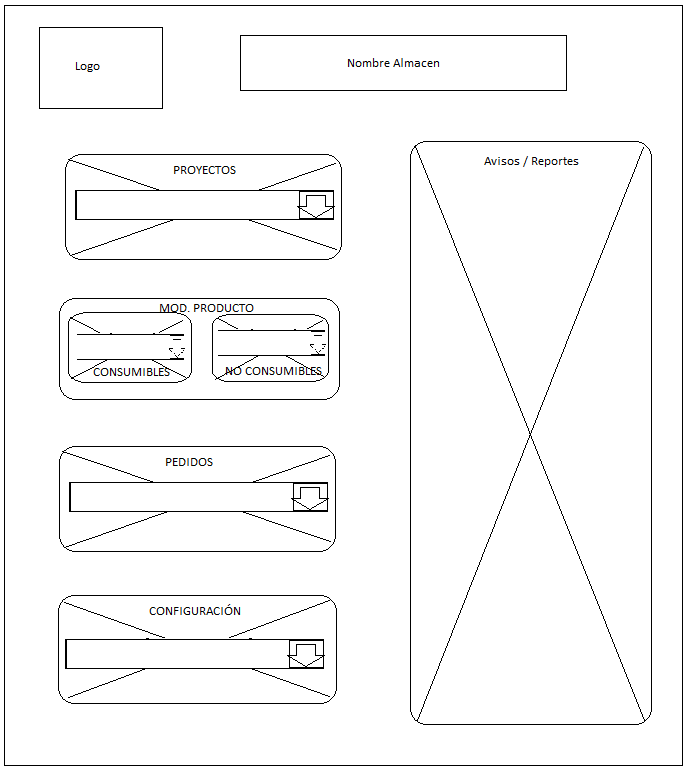 Logo
Nombre Almacen
PROYECTOS
Avisos / Reportes
MOD. PRODUCTO
CONSUMIBLES
NO CONSUMIBLES
PEDIDOS
CONFIGURACIÓN